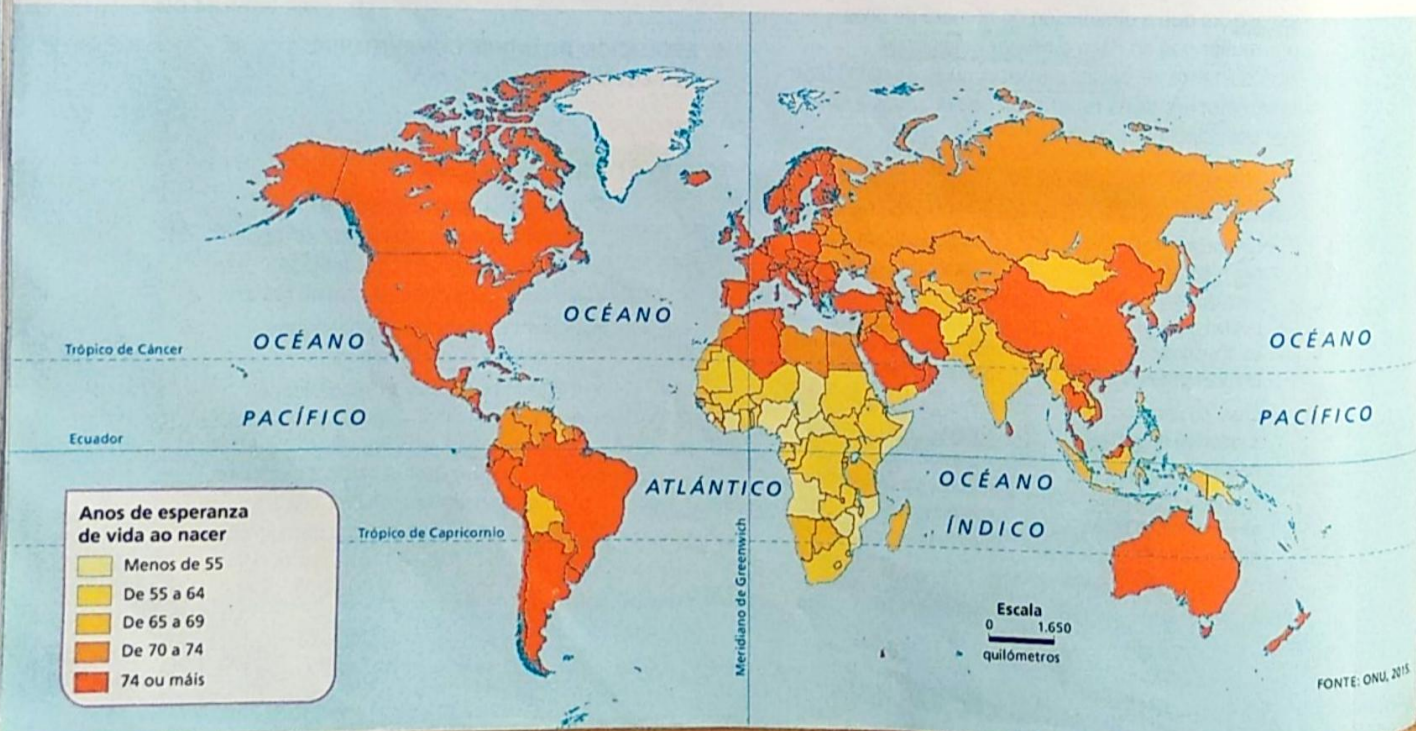 OCÉANO
OCÉANO
OCÉANO
Trópico de Cáncer
PACÍFICO
PACÍFICO
Ecuador
ATLÁNTICO
OCÉANO
ÍNDICO
Trópico de Capricornio
Meridiano de Greenwich
Anos de esperanza
de vida ao nacer
Menos de 55
De 55 a 64
De 65 a 69
De 70 a 74
74 ou máis
Escala
0 1.650
quilómetros
FONTE: ONU, 2015.